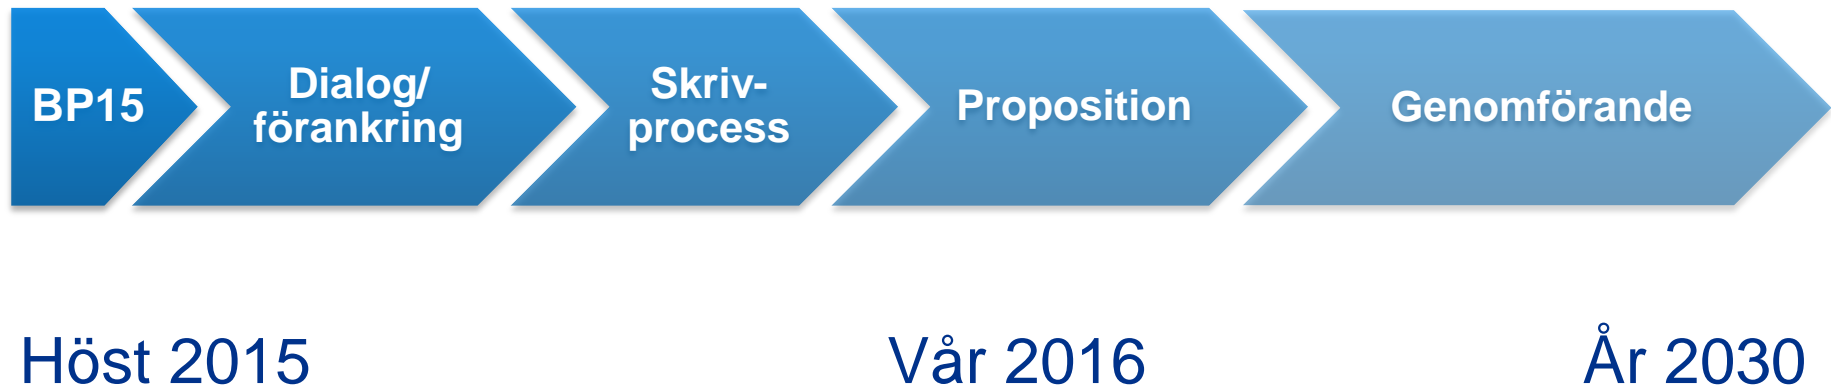 BP15
Dialog/
förankring
Skriv-
process
Proposition
Genomförande
Höst 2015
Vår 2016
År 2030